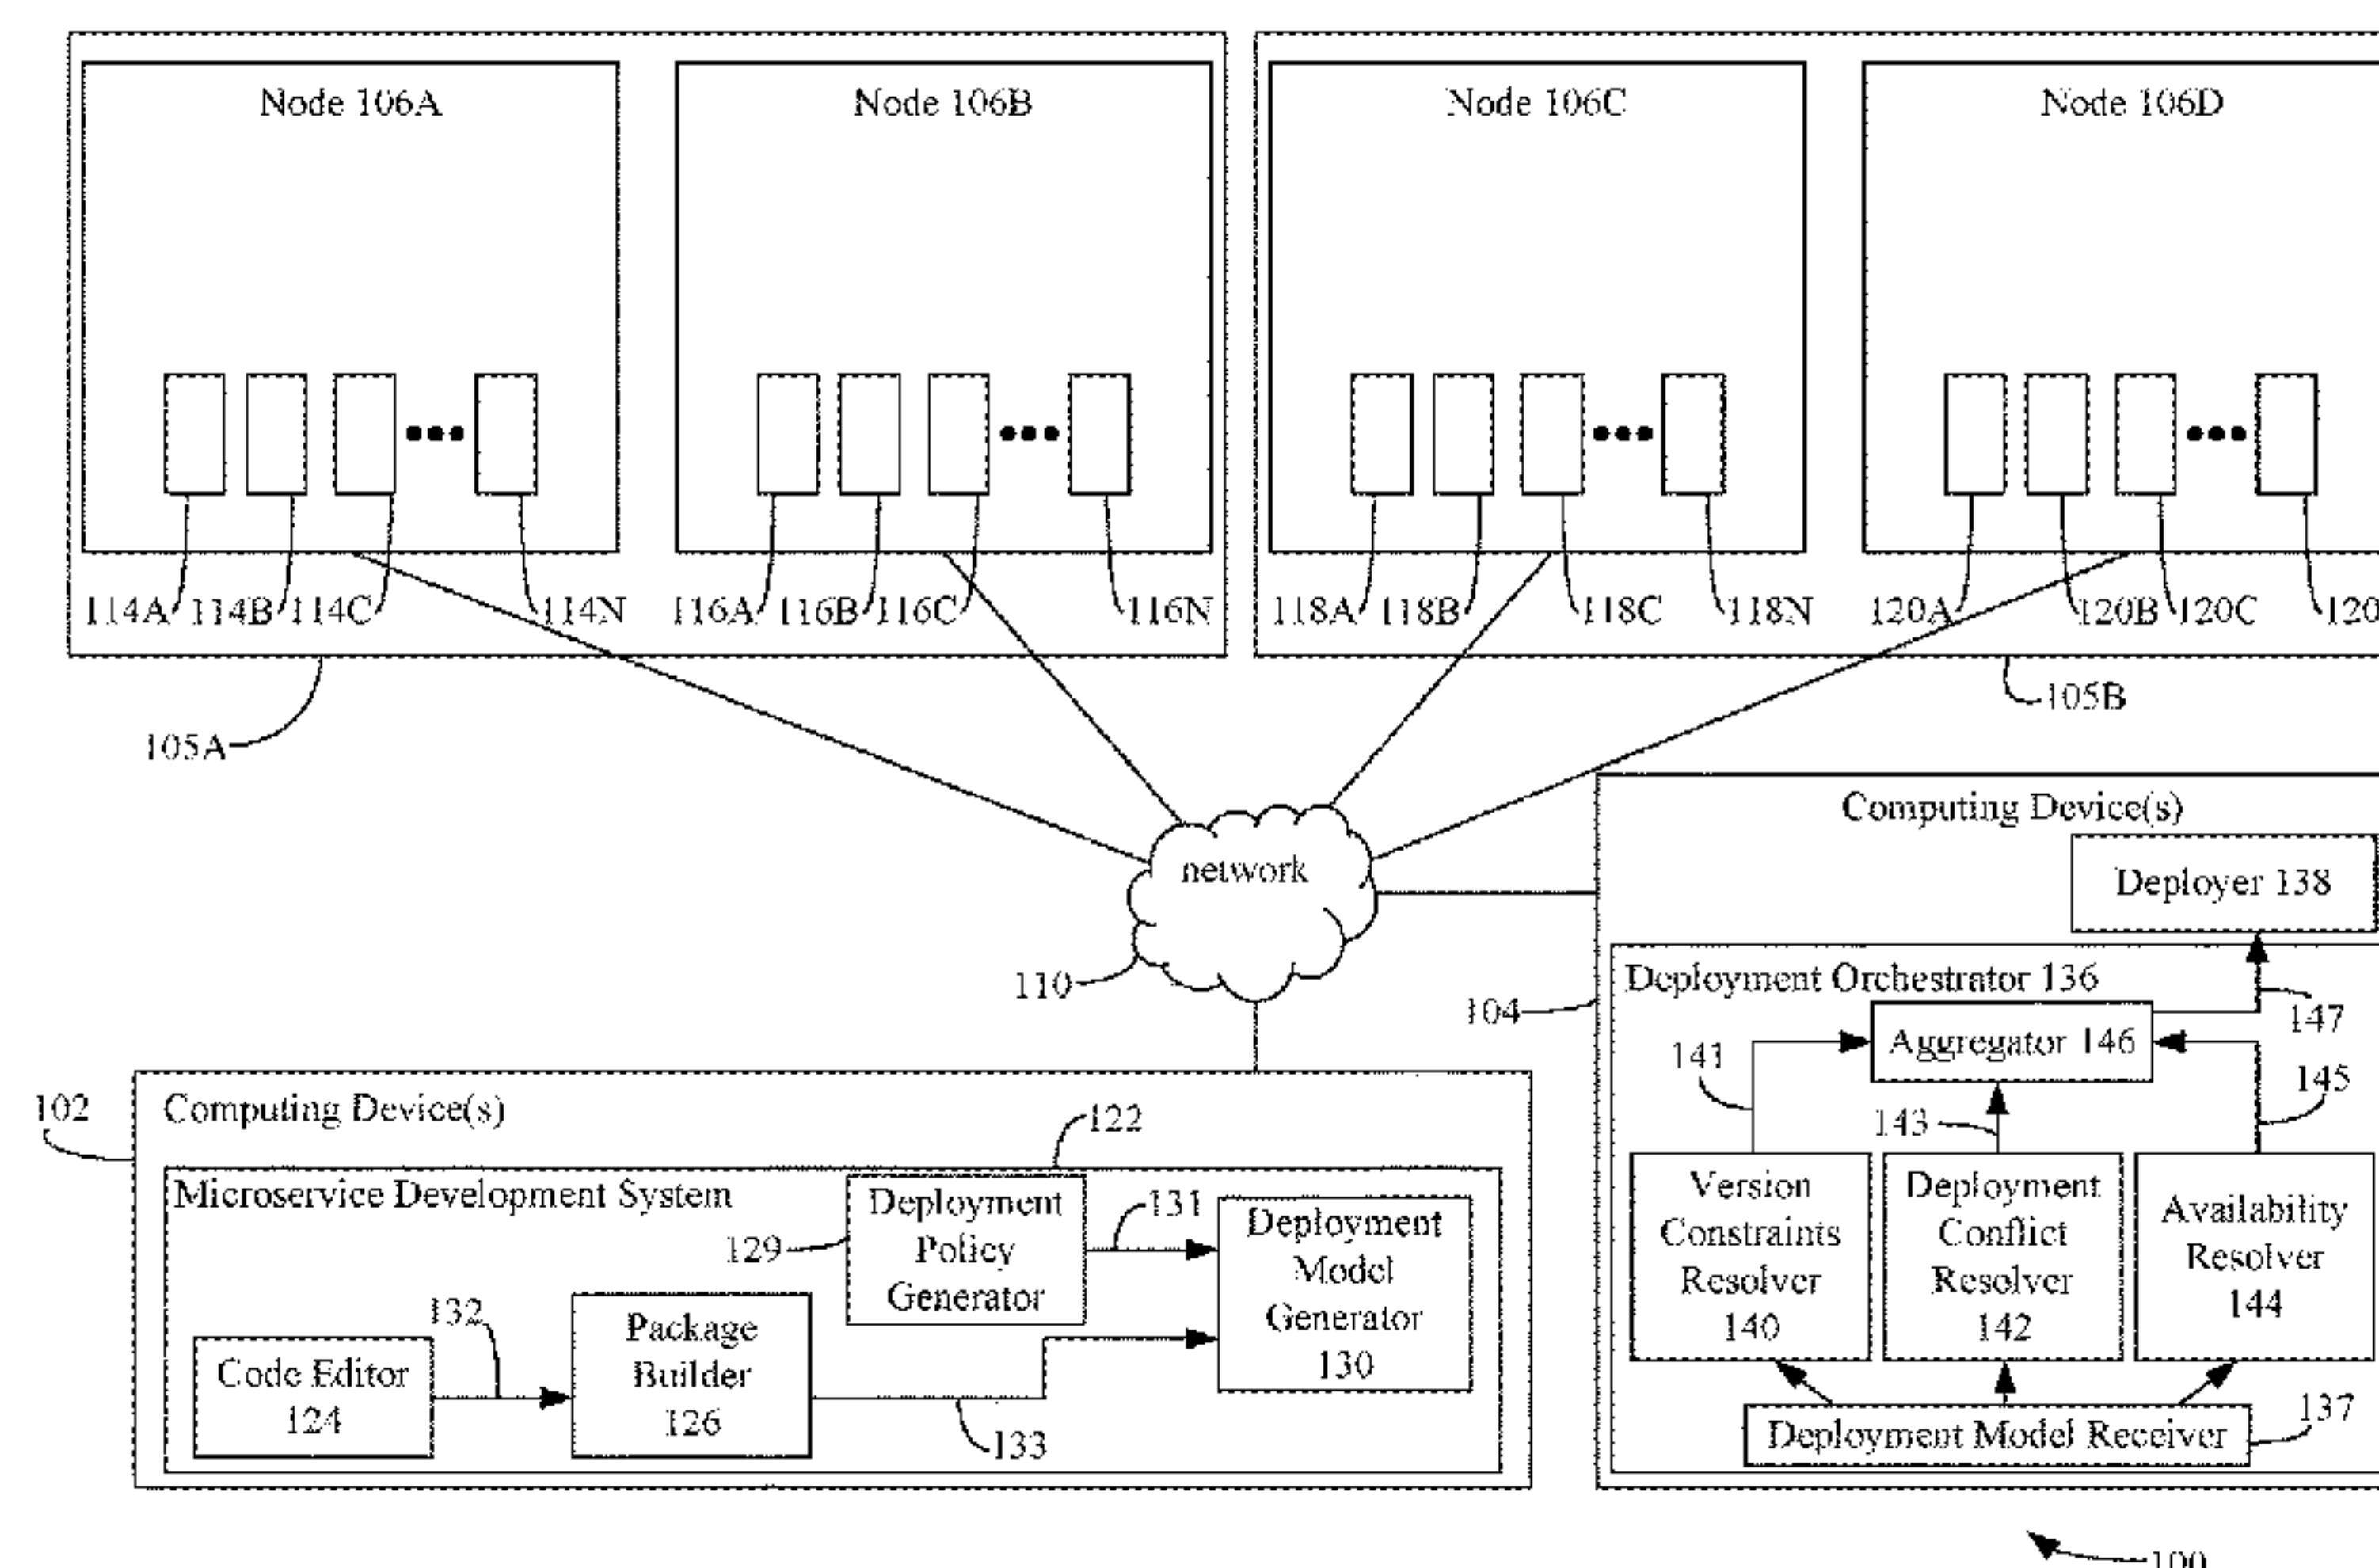 Node 106A
Node 106B
Node 106C
Node 106D
114A
114B
114C
114N
116A
116B
116C
116N
118A
118B
118C
118N
120A
120B
120C
120
105A
105B
network
110
Computing Device(s)
Deployer 138
104
Deployment Orchestrator 136
147
Aggregator 146
141
143
145
Version
Constraints
Resolver
140
Deployment
Conflict
Resolver
142
Availability
Resolver
144
Deployment Model Receiver
137
102
Computing Device(s)
122
Microservice Development System
129
Deployment
Policy
Generator
131
Deployment
Model
Generator
130
132
Code Editor
124
Package
Builder
126
133
100